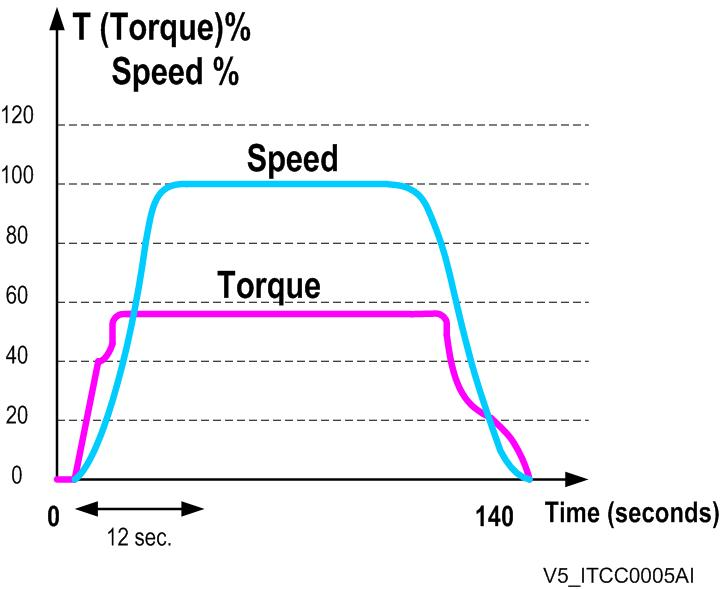 T (Torque)%
Speed %
120
Speed
100
80
Torque
60
40
20
0
0
140
Time (seconds)
12 sec.
V5_ITCC0005AI